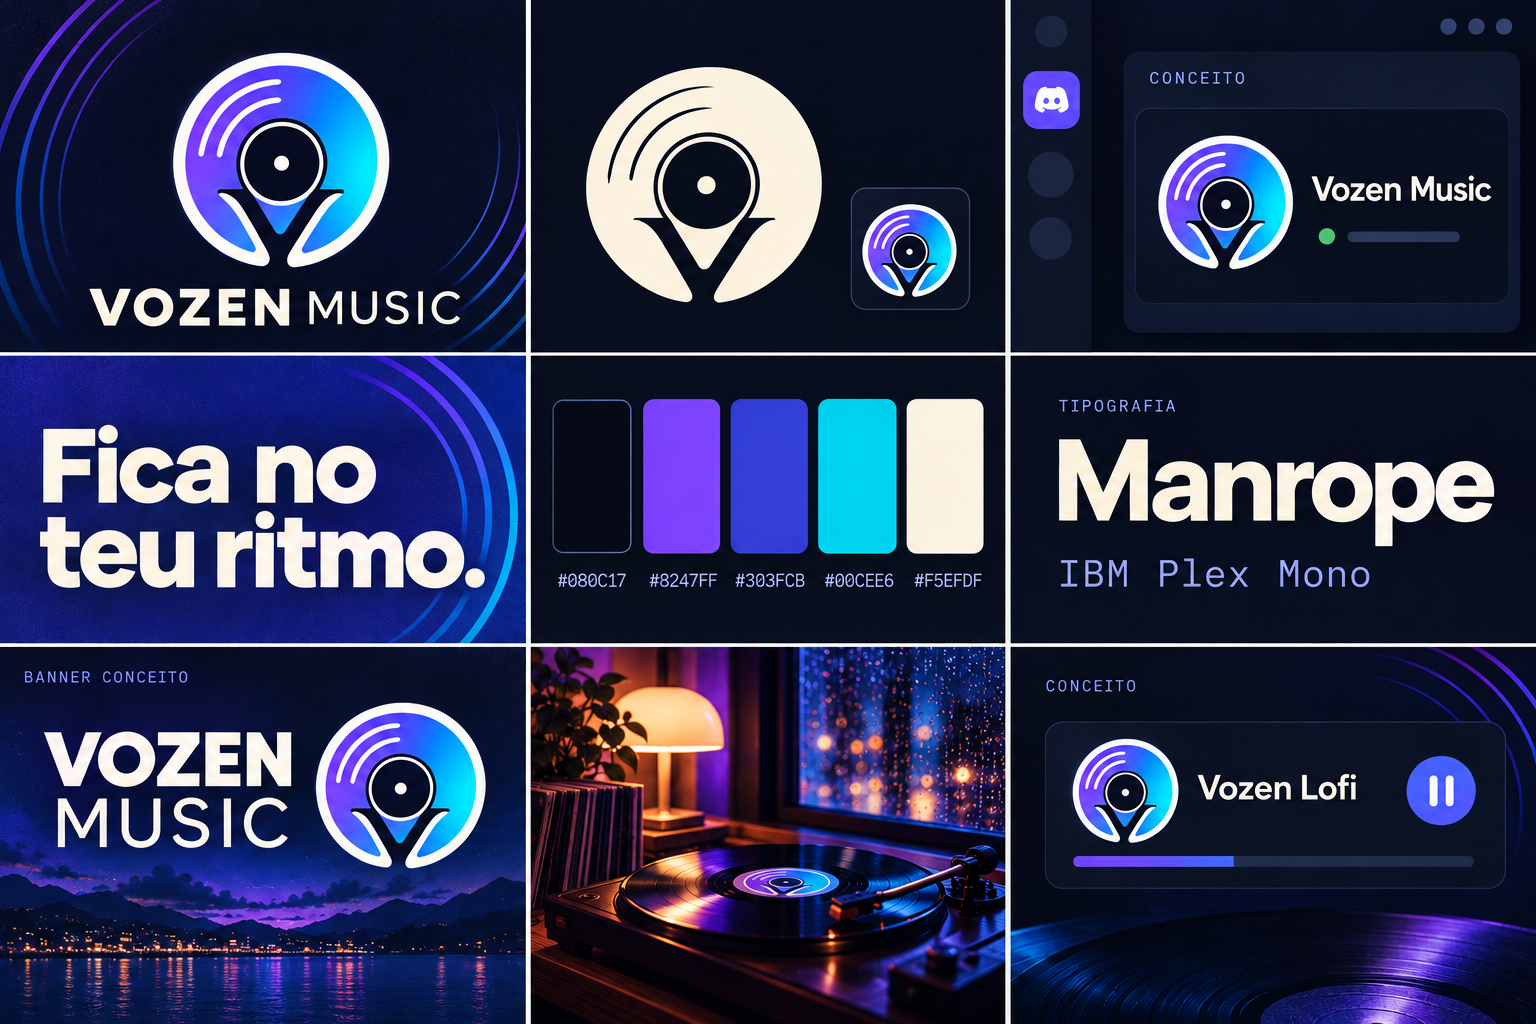 VOZEN MUSIC
CONCEITO
Vozen Music
Fica no
teu ritmo.
#080C17 #8247FF #303FCB #00CEE6 #F5EFDF
TIPOGRAFIA
Manrope
IBM Plex Mono
BANNER CONCEITO
VOZEN
MUSIC
CONCEITO
Vozen Lofi